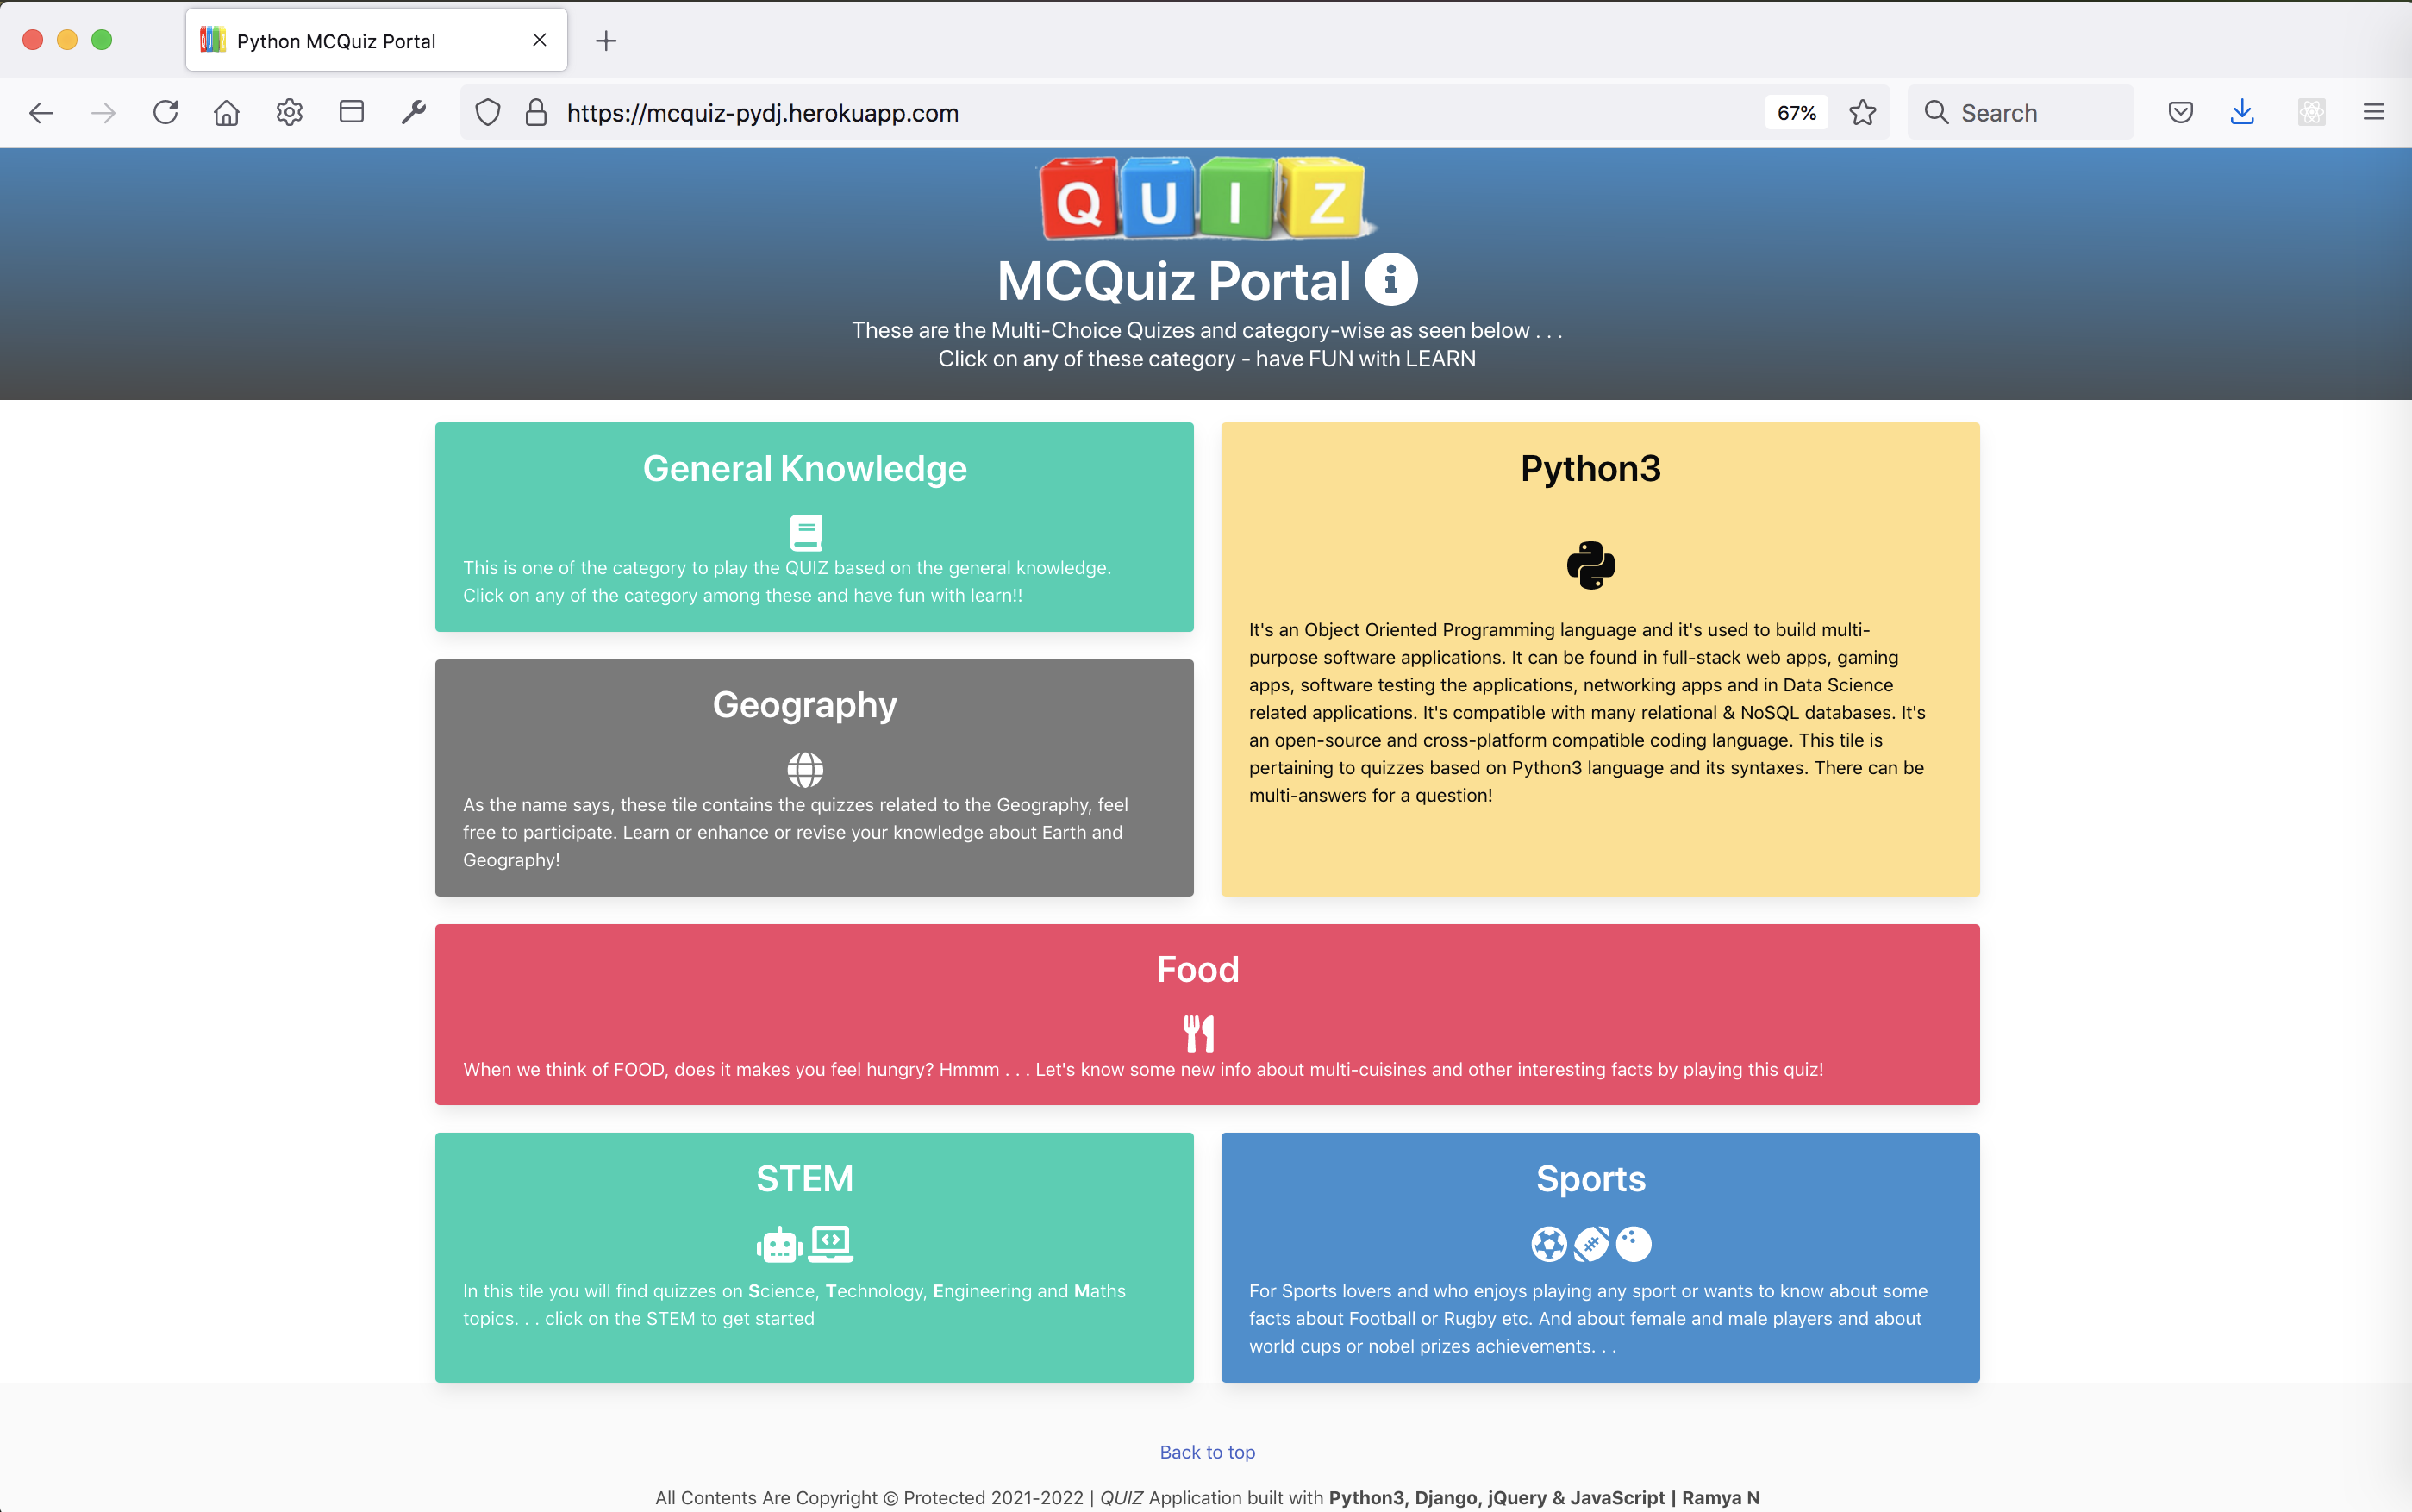 Python MCQuiz Portal
https://mcquiz-pydj.herokuapp.com
67%
Search
QUIZ
MCQuiz Portal
These are the Multi-Choice Quizes and category-wise as seen below . . .
Click on any of these category - have FUN with LEARN
General Knowledge
This is one of the category to play the QUIZ based on the general knowledge.
Click on any of the category among these and have fun with learn!!
Python3
It's an Object Oriented Programming language and it's used to build multi-
purpose software applications. It can be found in full-stack web apps, gaming
apps, software testing the applications, networking apps and in Data Science
related applications. It's compatible with many relational & NoSQL databases. It's
an open-source and cross-platform compatible coding language. This tile is
pertaining to quizzes based on Python3 language and its syntaxes. There can be
multi-answers for a question!
Geography
As the name says, these tile contains the quizzes related to the Geography, feel
free to participate. Learn or enhance or revise your knowledge about Earth and
Geography!
Food
When we think of FOOD, does it makes you feel hungry? Hmmm . . . Let's know some new info about multi-cuisines and other interesting facts by playing this quiz!
STEM
In this tile you will find quizzes on Science, Technology, Engineering and Maths
topics. . . click on the STEM to get started
Sports
For Sports lovers and who enjoys playing any sport or wants to know about some
facts about Football or Rugby etc. And about female and male players and about
world cups or nobel prizes achievements. . .
Back to top
All Contents Are Copyright © Protected 2021-2022 | QUIZ Application built with Python3, Django, jQuery & JavaScript | Ramya N